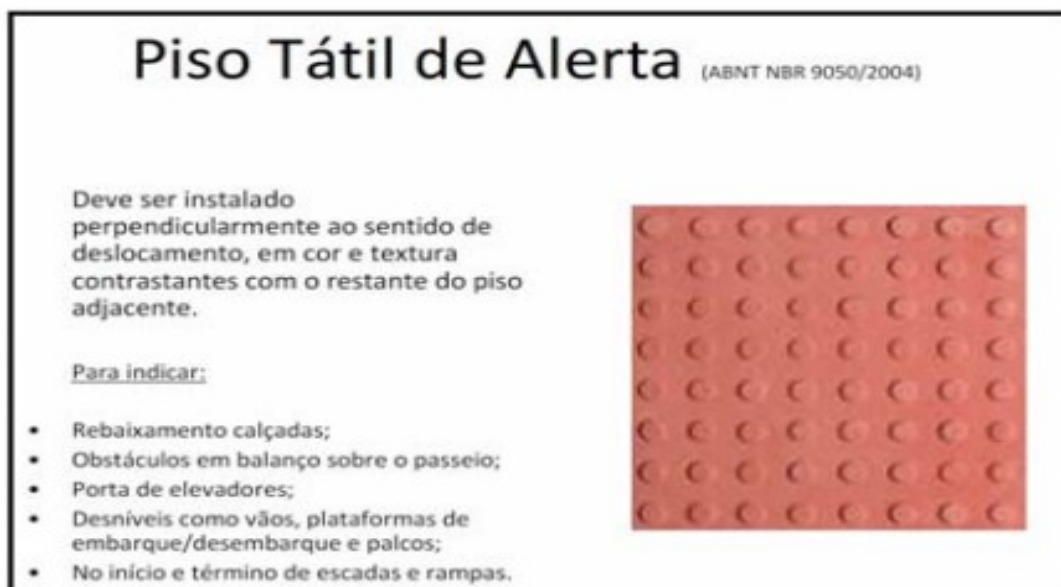 Piso Tátil de Alerta (ABNT NBR 9050/2004)
Deve ser instalado
perpendicularmente ao sentido de
deslocamento, em cor e textura
contrastantes com o restante do piso
adjacente.
Para indicar:
• Rebaixamento calçadas;
• Obstáculos em balanço sobre o passeio;
• Porta de elevadores;
• Desníveis como vãos, plataformas de
embarque/desembarque e palcos;
• No início e término de escadas e rampas.